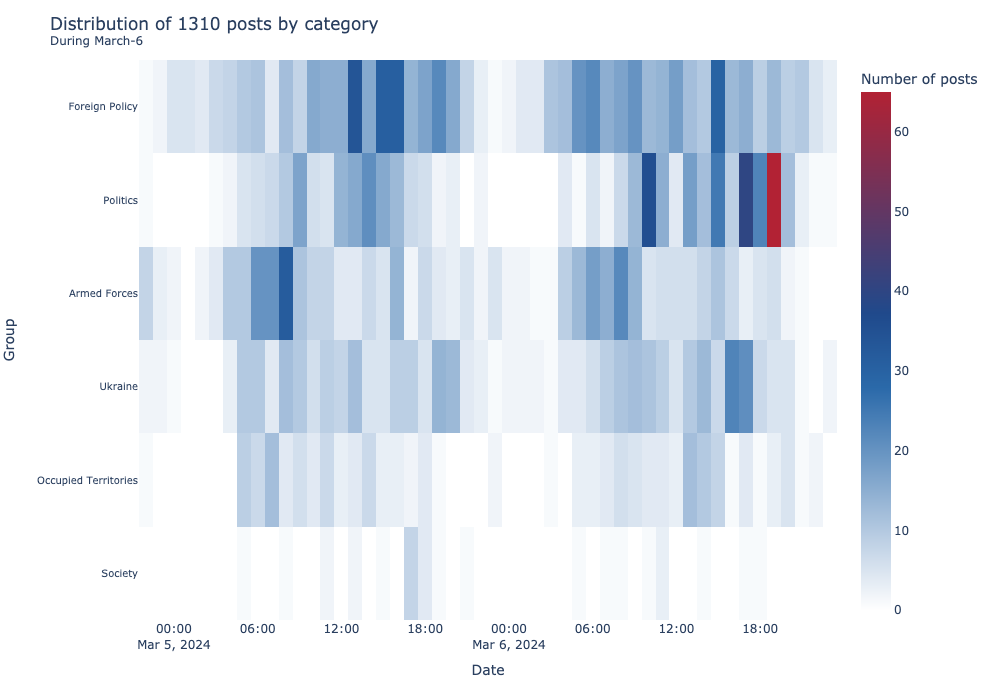 Distribution of 1310 posts by category
During March-6
Number of posts
60
50
40
30
20
10
0
Group
Foreign Policy
Politics
Armed Forces
Ukraine
Occupied Territories
Society
00:00 06:00 12:00 18:00 00:00 06:00 12:00 18:00
Mar 5, 2024 Mar 6, 2024
Date